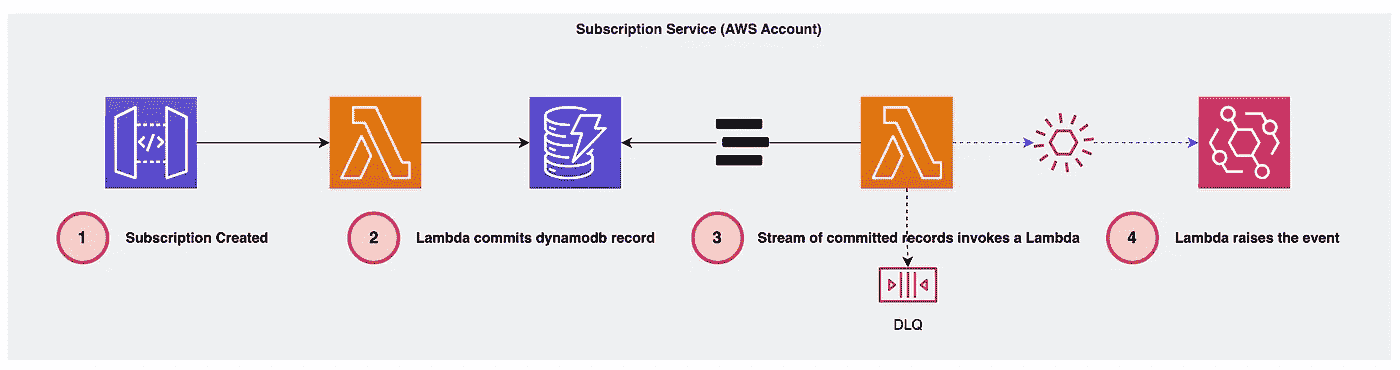 Subscription Service (AWS Account)
</>
1 Subscription Created
2 Lambda commits dynamodb record
3 Stream of committed records invokes a Lambda
4 Lambda raises the event
DLQ